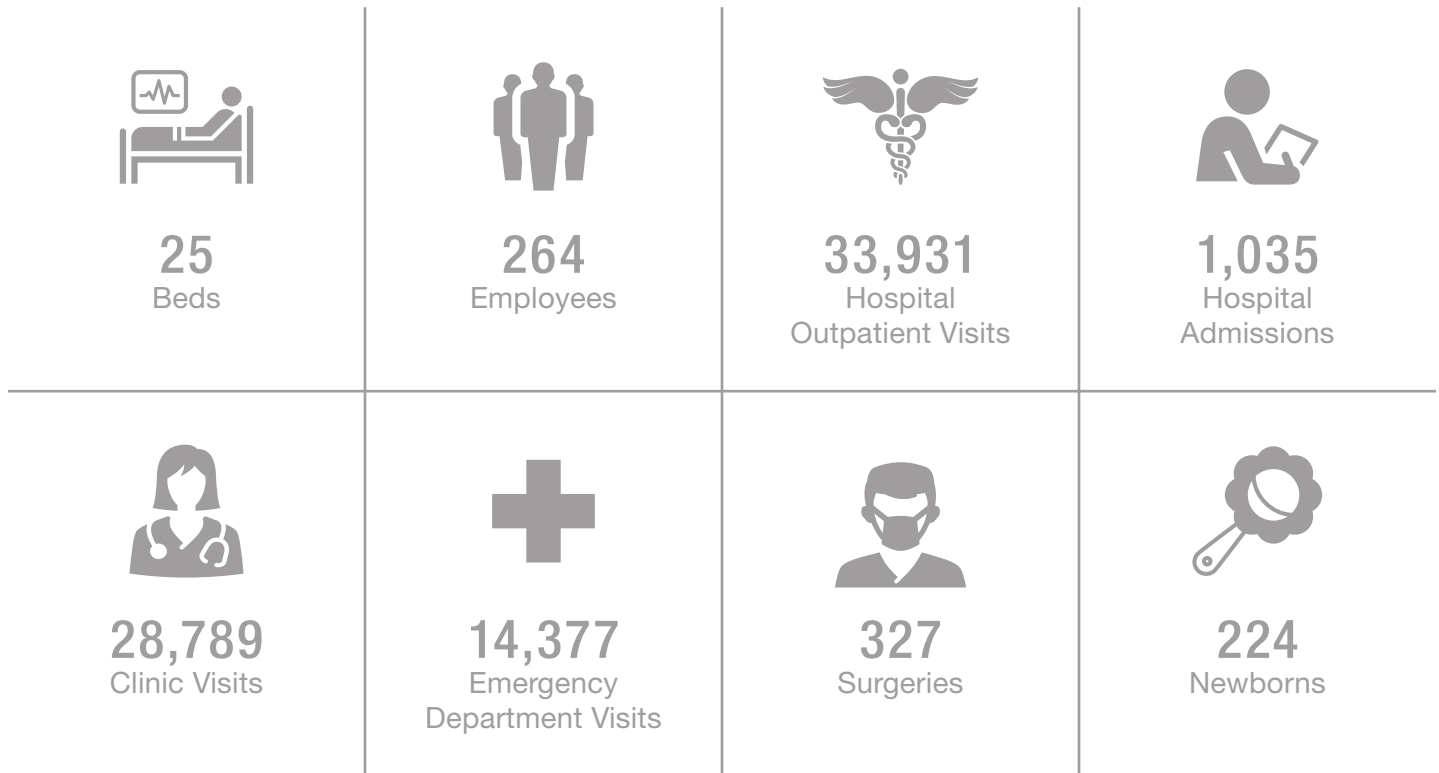 25
Beds
264
Employees
33,931
Hospital
Outpatient Visits
1,035
Hospital
Admissions
28,789
Clinic Visits
14,377
Emergency
Department Visits
327
Surgeries
224
Newborns